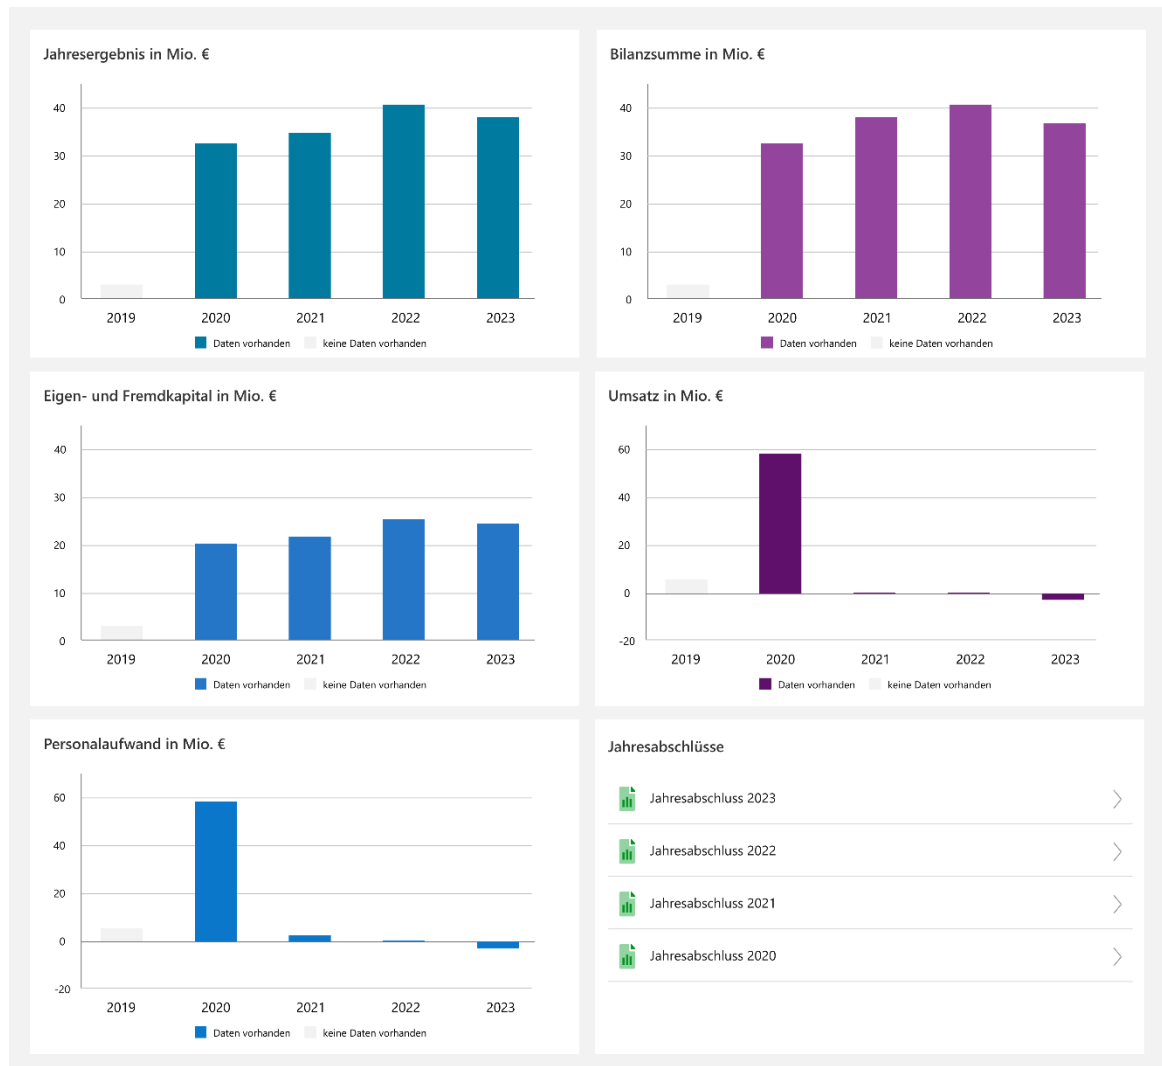 Jahresergebnis in Mio. €
40
30
20
10
0
2019 2020 2021 2022 2023
Daten vorhanden keine Daten vorhanden
Bilanzsumme in Mio. €
40
30
20
10
0
2019 2020 2021 2022 2023
Daten vorhanden keine Daten vorhanden
Eigen- und Fremdkapital in Mio. €
40
30
20
10
0
2019 2020 2021 2022 2023
Daten vorhanden keine Daten vorhanden
Umsatz in Mio. €
60
40
20
0
-20
2019 2020 2021 2022 2023
Daten vorhanden keine Daten vorhanden
Personalaufwand in Mio. €
60
40
20
0
-20
2019 2020 2021 2022 2023
Daten vorhanden keine Daten vorhanden
Jahresabschlüsse
Jahresabschluss 2023
Jahresabschluss 2022
Jahresabschluss 2021
Jahresabschluss 2020